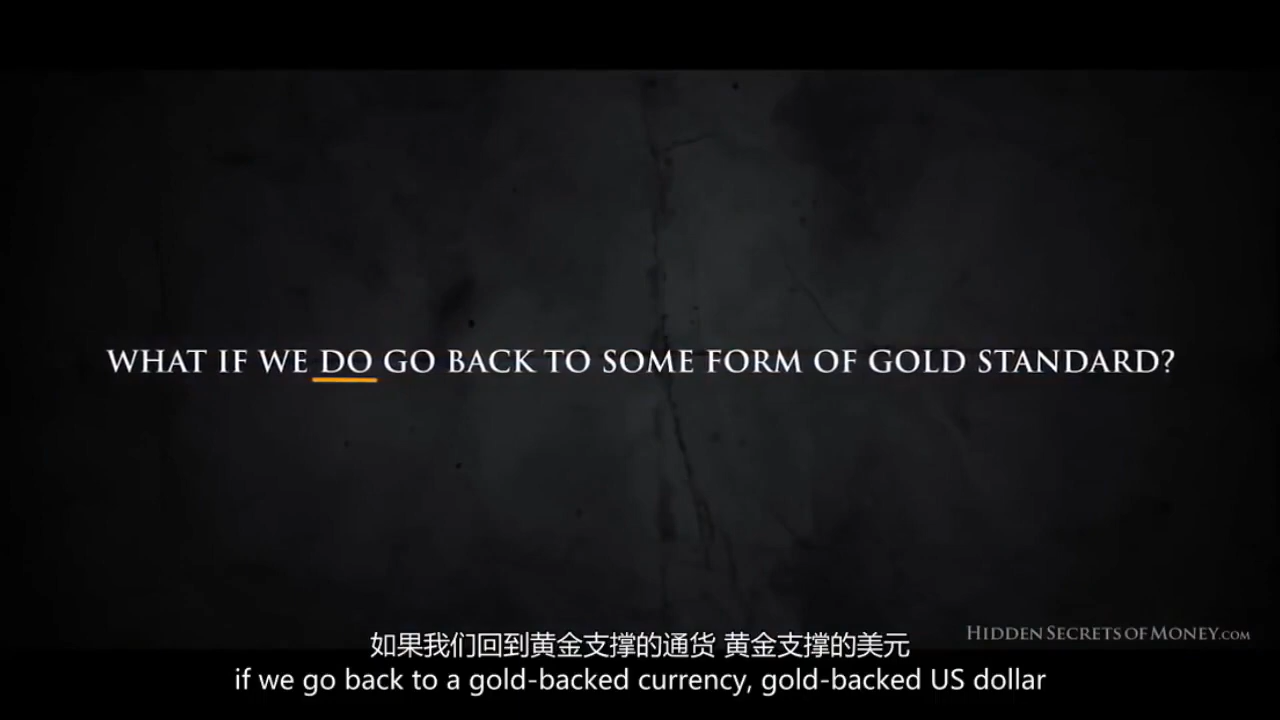 WHAT IF WE DO GO BACK TO SOME FORM OF GOLD STANDARD?
HIDDEN SECRETS OF MONEY.COM
如果我们回到黄金支撑的通货 黄金支撑的美元
if we go back to a gold-backed currency, gold-backed US dollar